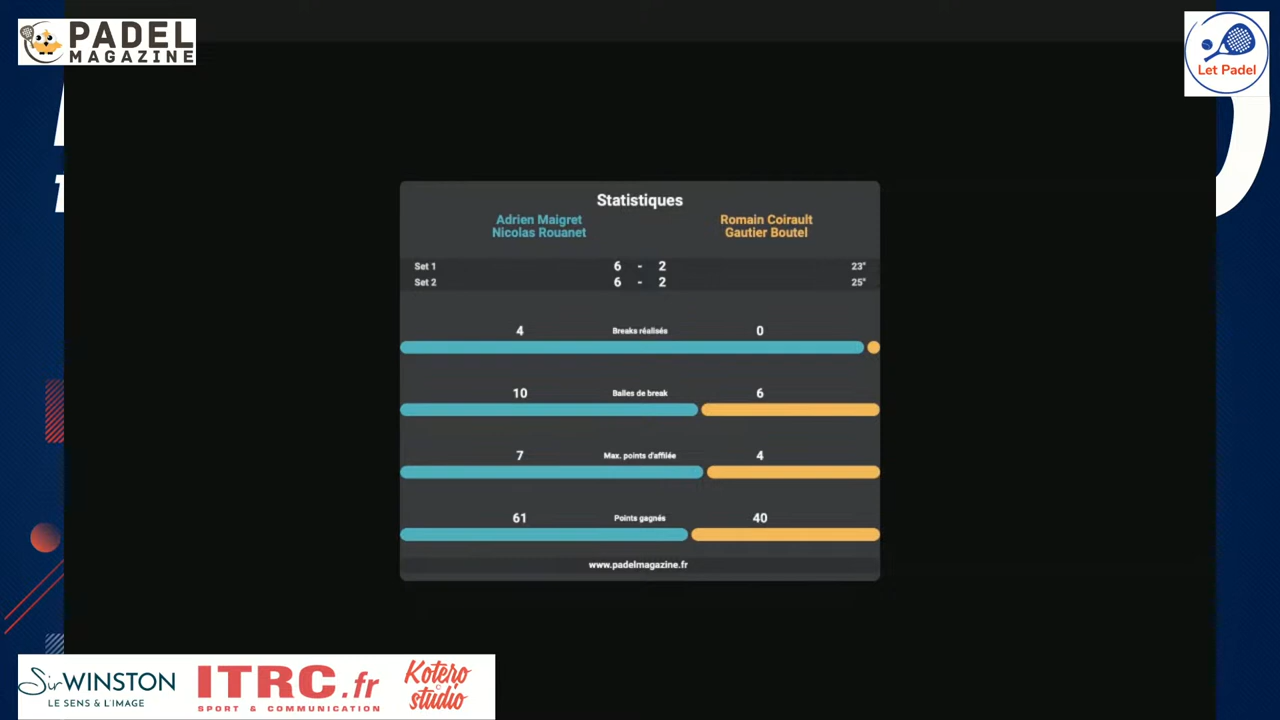 PADEL
MAGAZINE
Let Padel
Statistiques
Adrien Maigret
Nicolas Rouanet
Romain Coirault
Gautier Boutel
Set 1 6 - 2 23"
Set 2 6 - 2 25"
4 Breaks réalisés 0
10 Balles de break 6
7 Max. points d'affilée 4
61 Points gagnés 40
www.padelmagazine.fr
Sir WINSTON
LE SENS & L'IMAGE
ITRC.fr
SPORT & COMMUNICATION
Kotero
studio